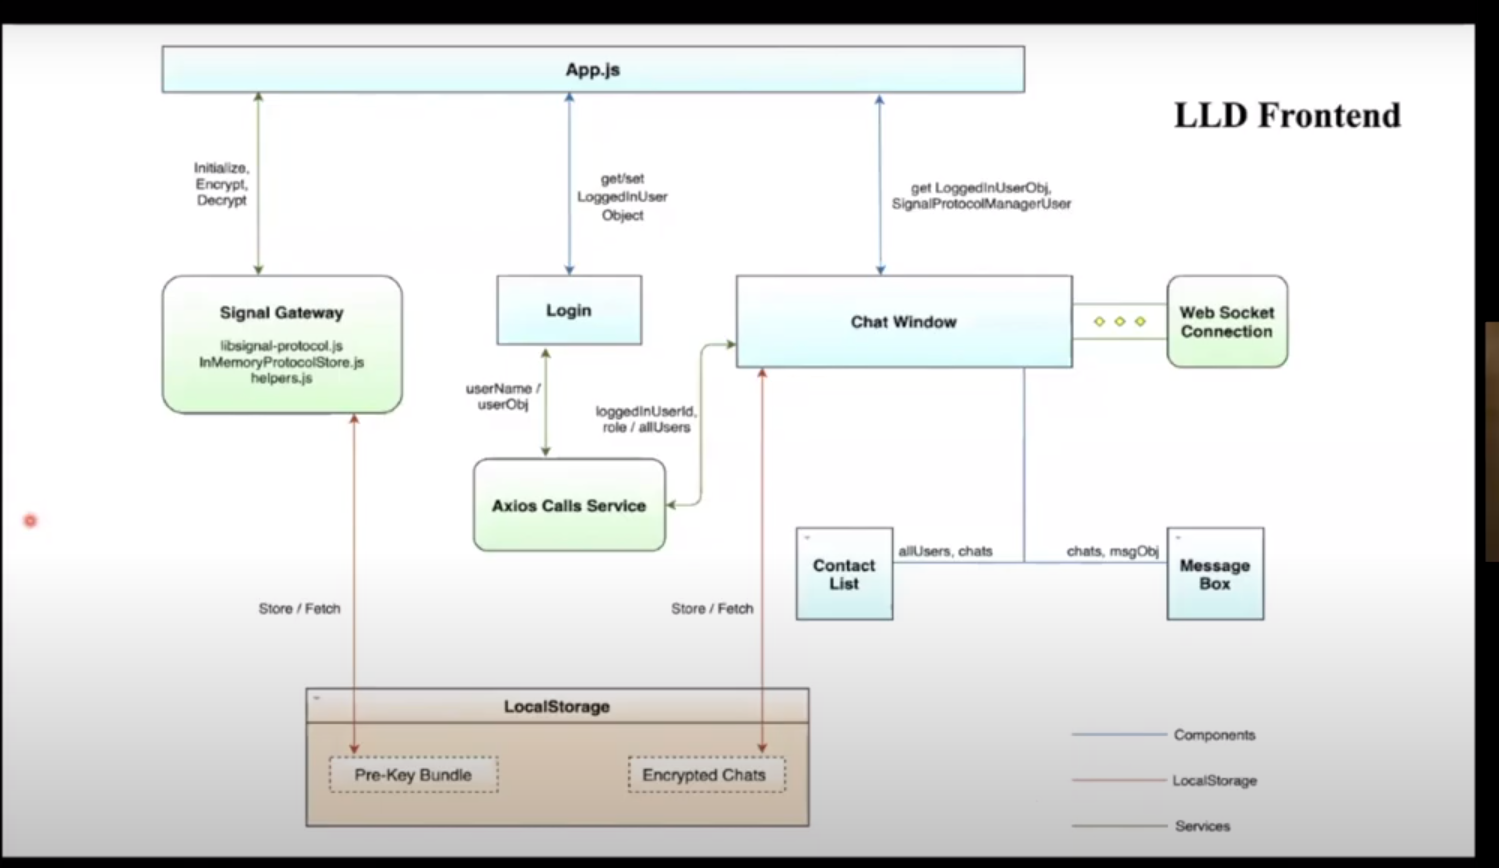 App.js
LLD Frontend
Initialize,
Encrypt,
Decrypt
get/set
LoggedInUser
Object
get LoggedInUserObj,
SignalProtocolManagerUser
Signal Gateway
libsignal-protocol.js
InMemoryProtocolStore.js
helpers.js
Login
Chat Window
Web Socket
Connection
userName /
userObj
loggedInUserId,
role / allUsers
Axios Calls Service
Contact
List
allUsers, chats
chats, msgObj
Message
Box
Store / Fetch
Store / Fetch
LocalStorage
Pre-Key Bundle
Encrypted Chats
Components
LocalStorage
Services